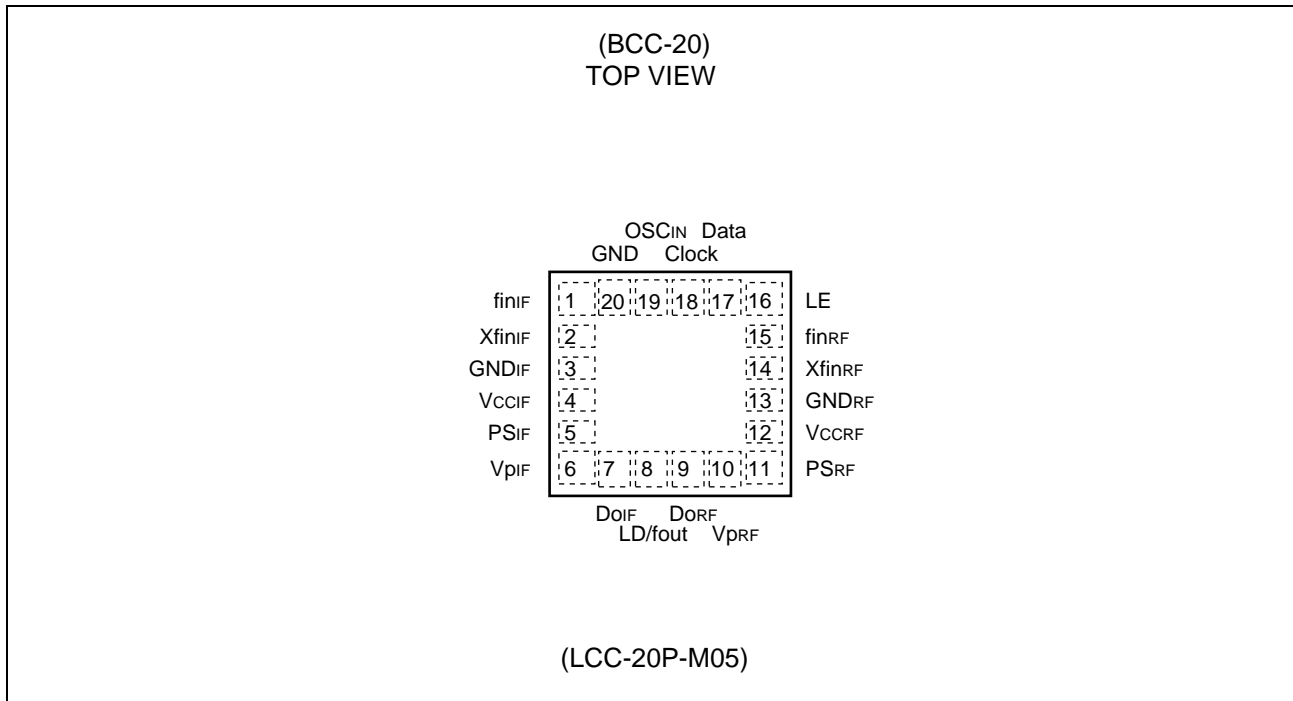 (BCC-20)
TOP VIEW
OSCIN Data
GND Clock
finIF 1 20 19 18 17 16 LE
XfinIF 2 15 finRF
GNDIF 3 14 XfinRF
VCCIF 4 13 GNDRF
PSIF 5 12 VCCRF
VpIF 6 7 8 9 10 11 PSRF
DoIF DoRF
LD/fout VpRF
(LCC-20P-M05)